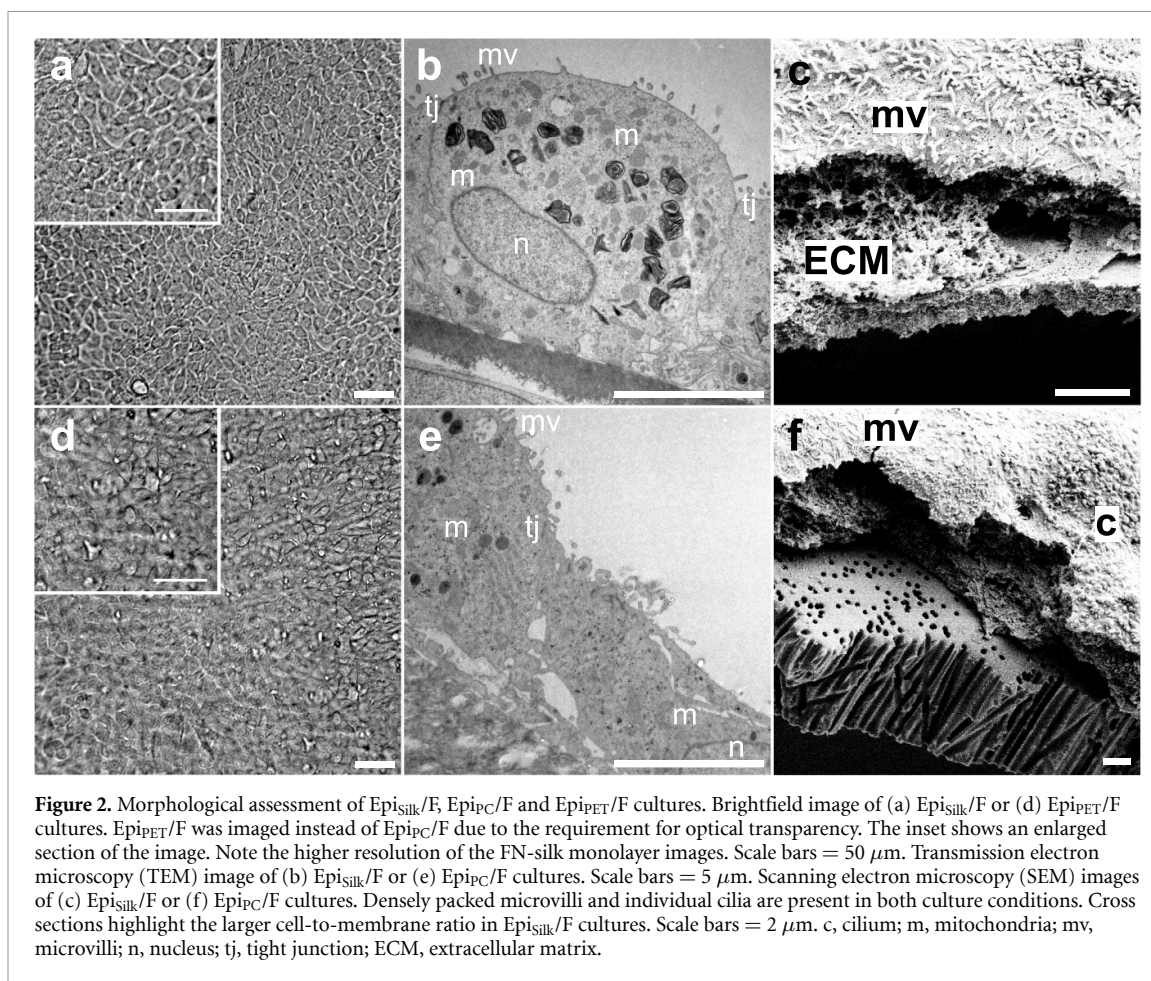 a
b
mv
tj
m
m
tj
n
c
mv
ECM
d
e
mv
m
tj
m
n
f
mv
c
Figure 2. Morphological assessment of EpiSilk/F, EpiPC/F and EpiPET/F cultures. Brightfield image of (a) EpiSilk/F or (d) EpiPET/F
cultures. EpiPET/F was imaged instead of EpiPC/F due to the requirement for optical transparency. The inset shows an enlarged
section of the image. Note the higher resolution of the FN-silk monolayer images. Scale bars = 50 μm. Transmission electron
microscopy (TEM) image of (b) EpiSilk/F or (e) EpiPC/F cultures. Scale bars = 5 μm. Scanning electron microscopy (SEM) images
of (c) EpiSilk/F or (f) EpiPC/F cultures. Densely packed microvilli and individual cilia are present in both culture conditions. Cross
sections highlight the larger cell-to-membrane ratio in EpiSilk/F cultures. Scale bars = 2 μm. c, cilium; m, mitochondria; mv,
microvilli; n, nucleus; tj, tight junction; ECM, extracellular matrix.